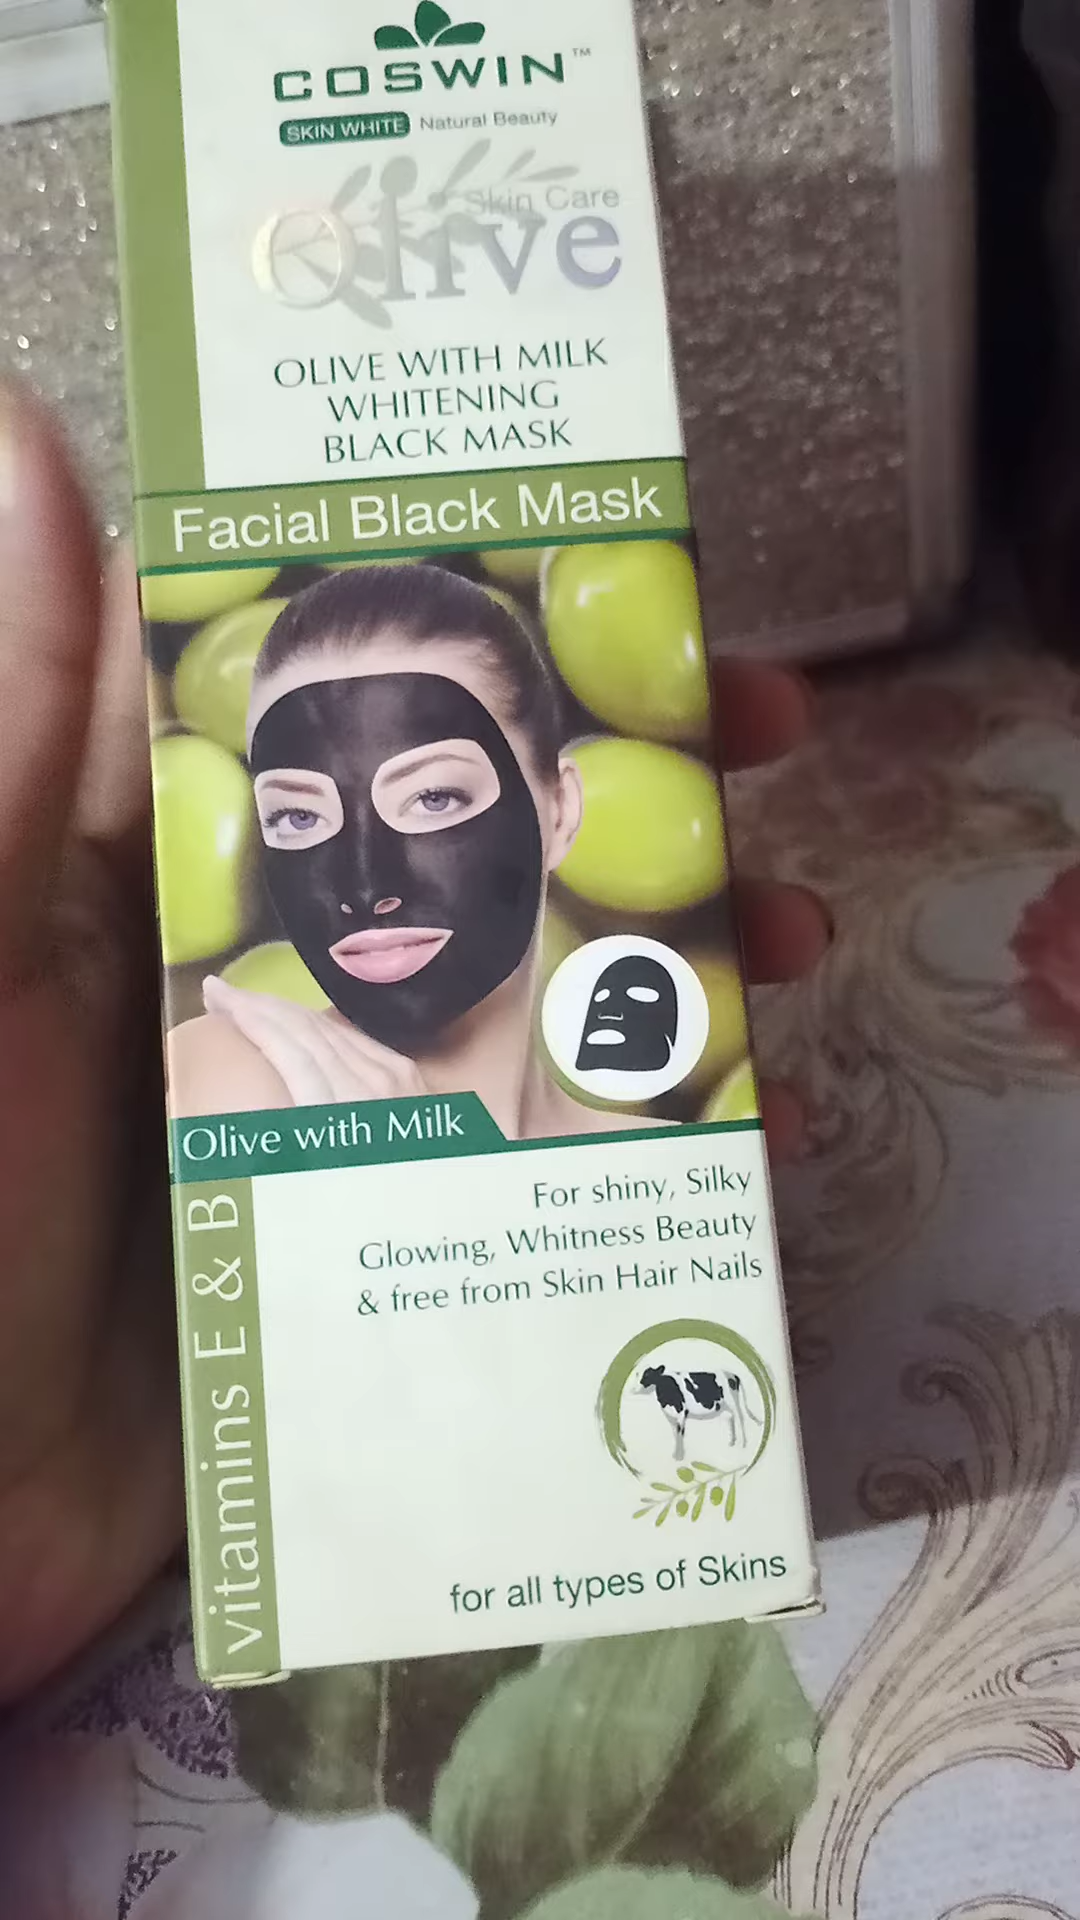 COSWIN™
SKIN WHITE Natural Beauty
Skin Care
Olive
OLIVE WITH MILK
WHITENING
BLACK MASK
Facial Black Mask
Olive with Milk
For shiny, Silky
Glowing, Whitness Beauty
& free from Skin Hair Nails
vitamins E & B
for all types of Skins